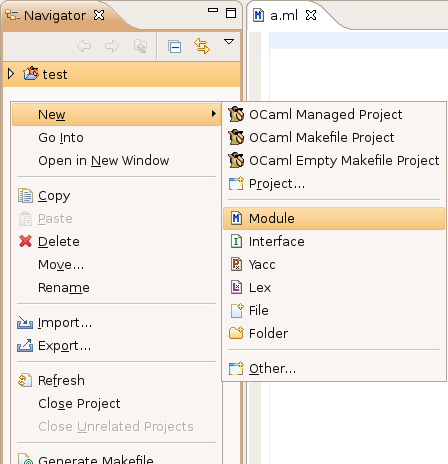 Navigator
a.ml
test
New
Go Into
Open in New Window
Copy
Paste
Delete
Move...
Rename
Import...
Export...
Refresh
Close Project
Close Unrelated Projects
Generate Makefile
OCaml Managed Project
OCaml Makefile Project
OCaml Empty Makefile Project
Project...
Module
Interface
Yacc
Lex
File
Folder
Other...